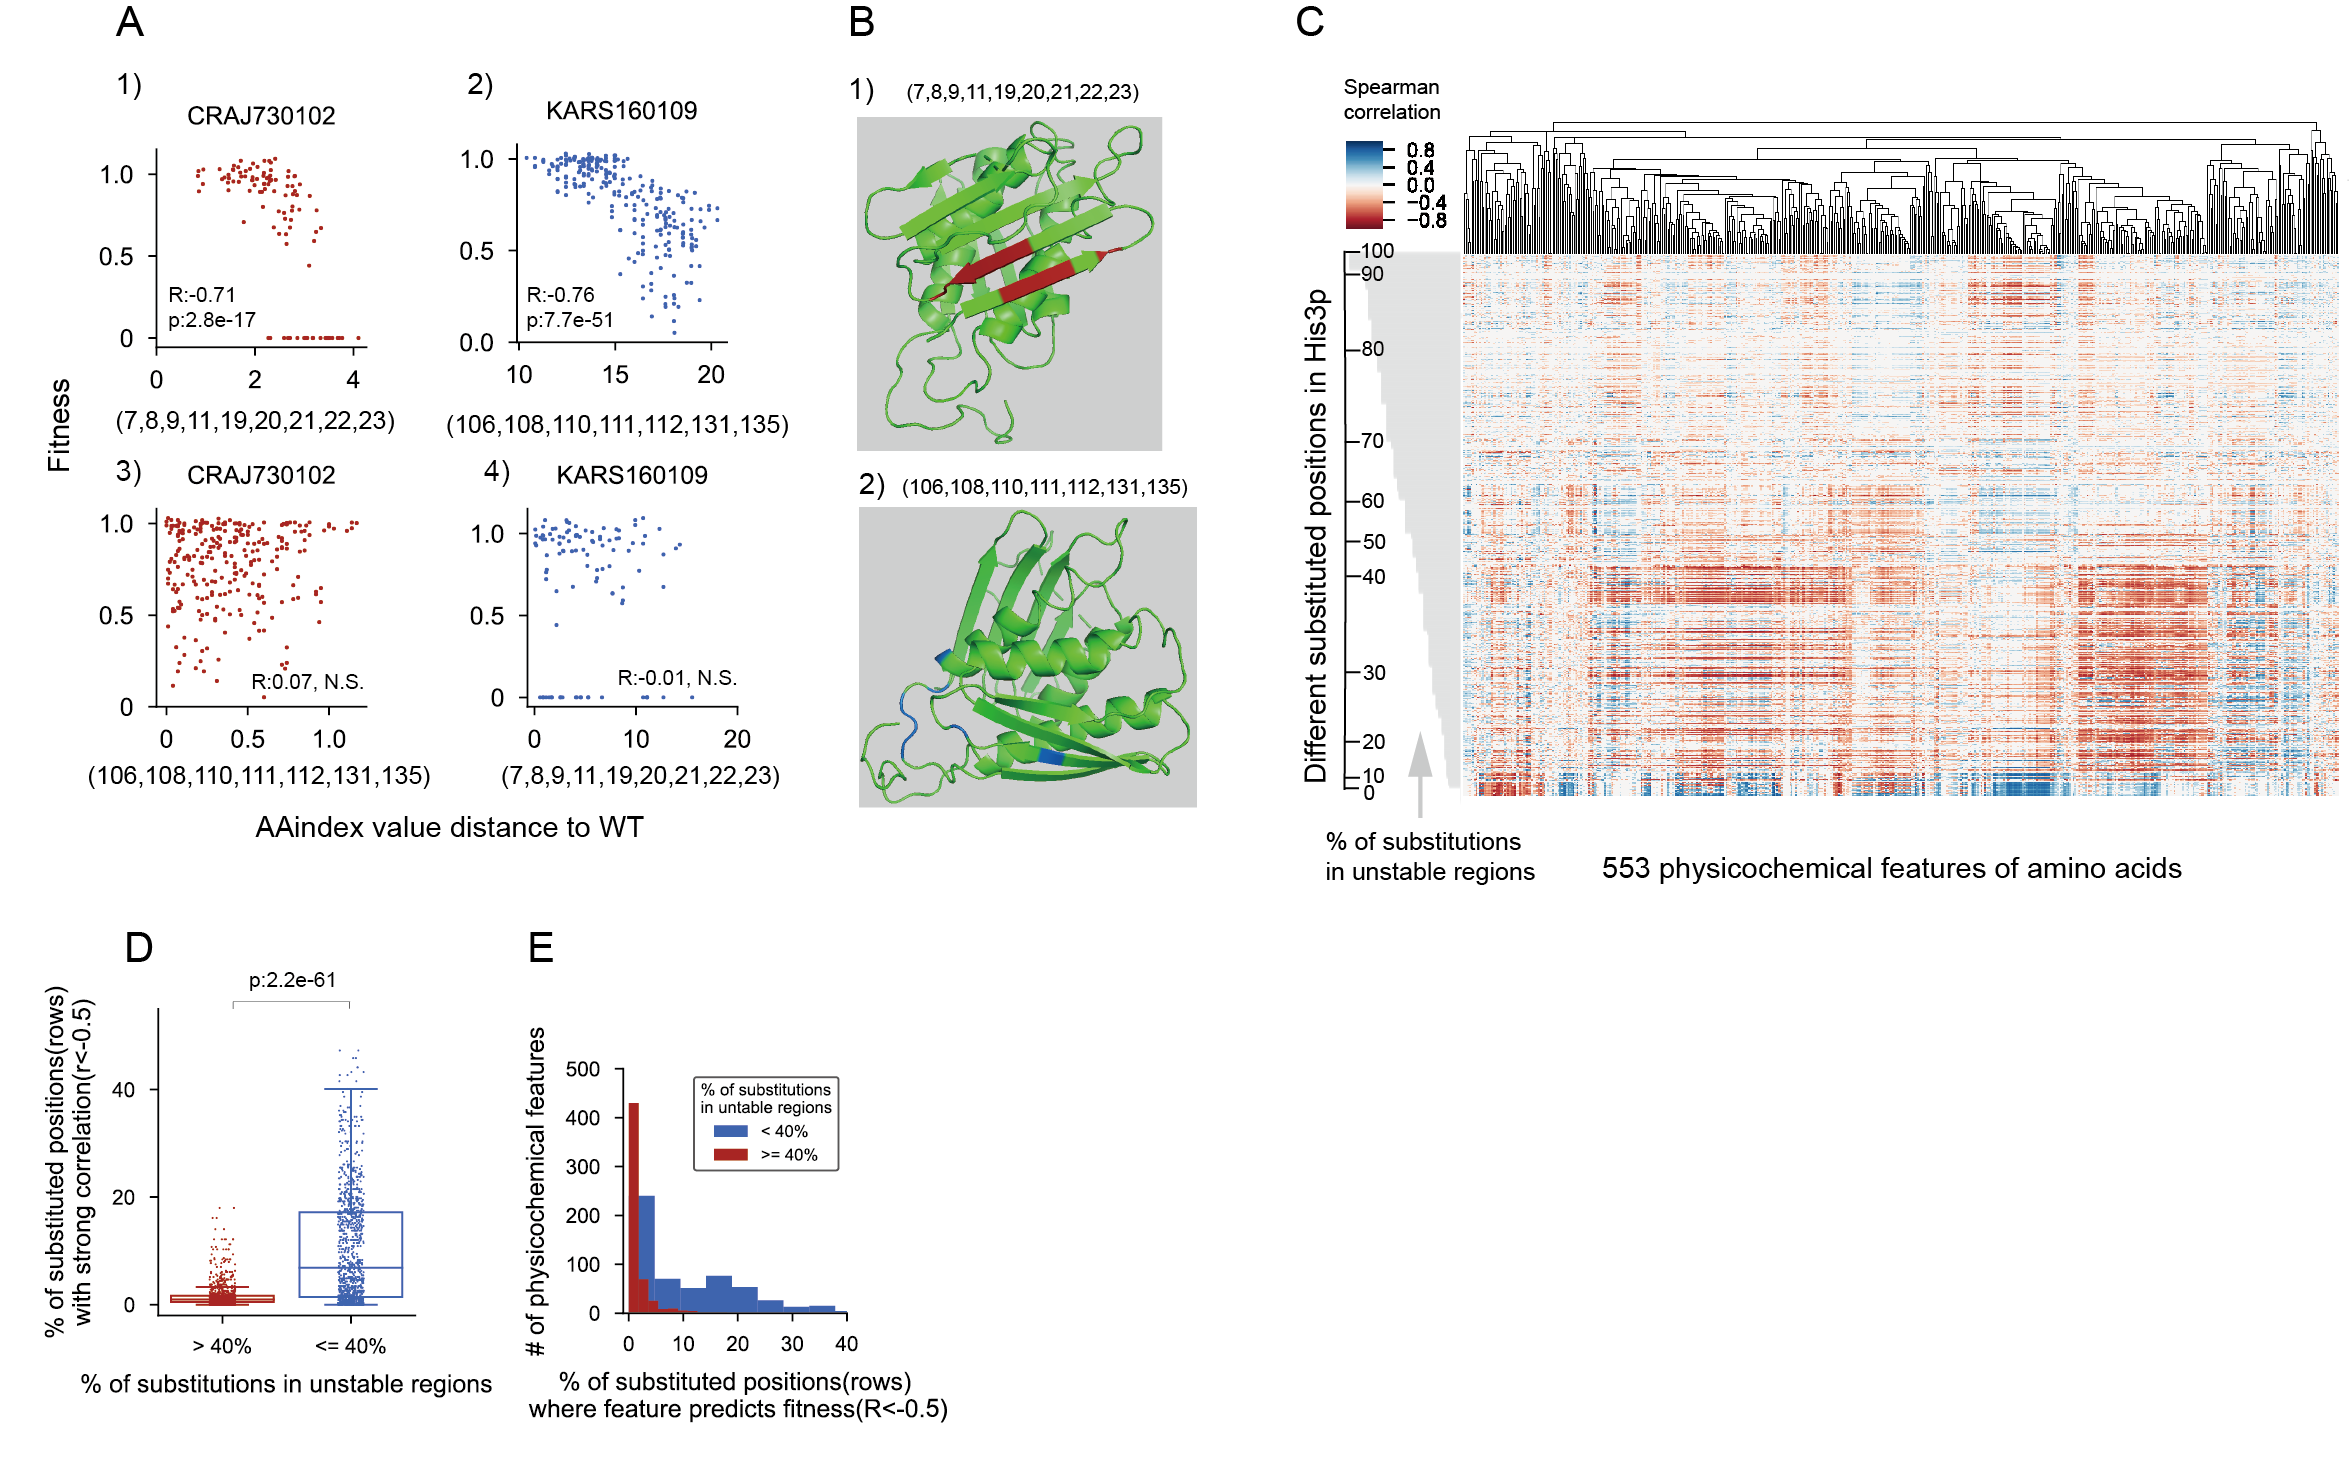 A
1)
CRAJ730102
1.0
0.5
0
R:-0.71
p:2.8e-17
0
2
4
(7,8,9,11,19,20,21,22,23)
2)
KARS160109
1.0
0.5
0.0
R:-0.76
p:7.7e-51
10
15
20
(106,108,110,111,112,131,135)
Fitness
3)
CRAJ730102
1.0
0.5
0
R:0.07, N.S.
0
0.5
1.0
(106,108,110,111,112,131,135)
4)
KARS160109
1.0
0.5
0
R:-0.01, N.S.
0
10
20
(7,8,9,11,19,20,21,22,23)
AAindex value distance to WT
B
1)
(7,8,9,11,19,20,21,22,23)
2)
(106,108,110,111,112,131,135)
C
Spearman
correlation
0.8
0.4
0.0
−0.4
−0.8
Different substituted positions in His3p
100
90
80
70
60
50
40
30
20
10
0
% of substitutions
in unstable regions
553 physicochemical features of amino acids
D
p:2.2e-61
% of substituted positions(rows)
with strong correlation(r<-0.5)
40
20
0
> 40%
<= 40%
% of substitutions in unstable regions
E
# of physicochemical features
500
400
300
200
100
0
% of substitutions
in untable regions
< 40%
>= 40%
0
10
20
30
40
% of substituted positions(rows)
where feature predicts fitness(R<-0.5)